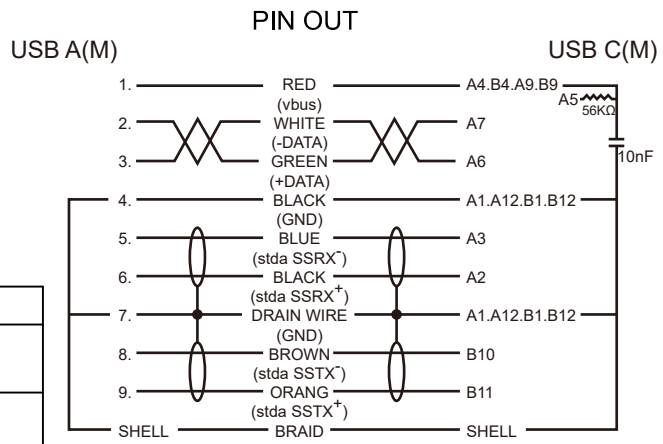 PIN OUT
USB A(M) USB C(M)
1. RED A4.B4.A9.B9
(vbus) A5 56KΩ
2. WHITE A7
(-DATA) 10nF
3. GREEN A6
(+DATA)
4. BLACK A1.A12.B1.B12
(GND)
5. BLUE A3
(stda SSRX-)
6. BLACK A2
(stda SSRX+)
7. DRAIN WIRE A1.A12.B1.B12
(GND)
8. BROWN B10
(stda SSTX-)
9. ORANG B11
(stda SSTX+)
SHELL BRAID SHELL